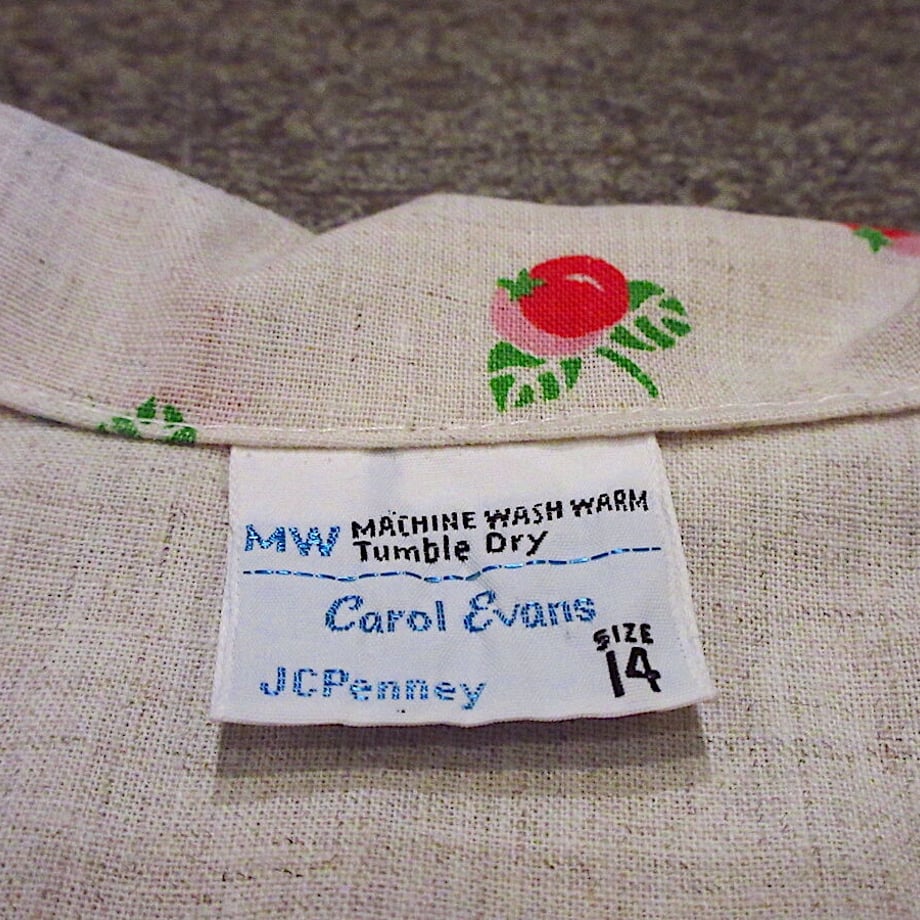 MW MACHINE WASH WARM
Tumble Dry
Carol Evans
SIZE
14
JCPenney